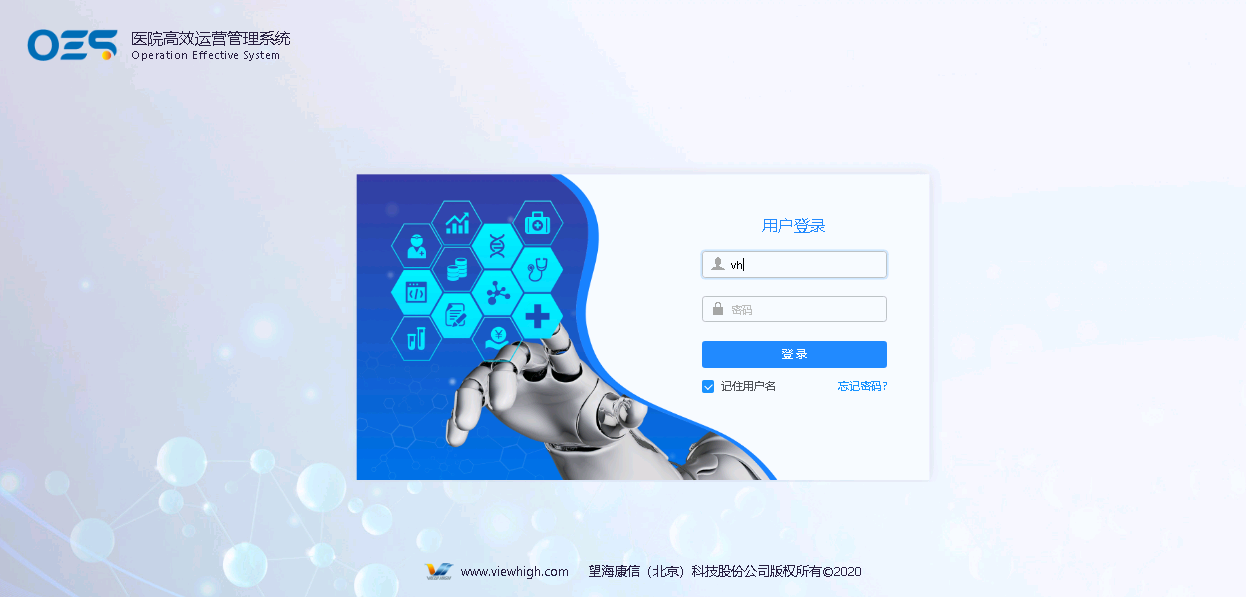 OES
医院高效运营管理系统
Operation Effective System
用户登录
vh
密码
登录
记住用户名
忘记密码?
www.viewhigh.com 望海康信（北京）科技股份公司版权所有©2020